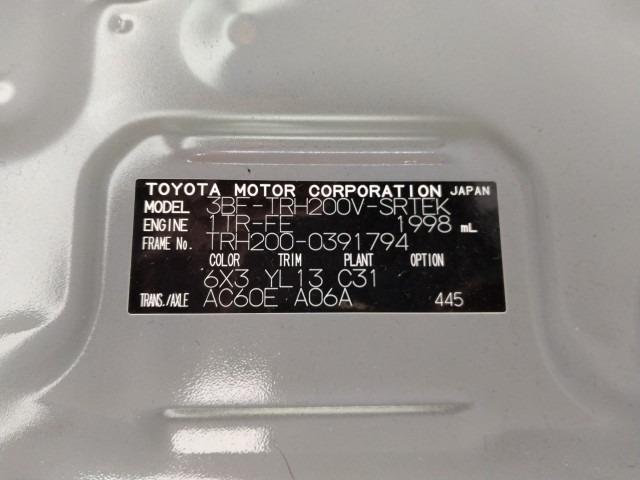 TOYOTA MOTOR CORPORATION JAPAN
MODEL 3BF-TRH200V-SRTEK
ENGINE 1TR-FE 1998 mL
FRAME No. TRH200-0391794
COLOR TRIM PLANT OPTION
6X3 YL13 C31
TRANS./AXLE AC60E A06A 445